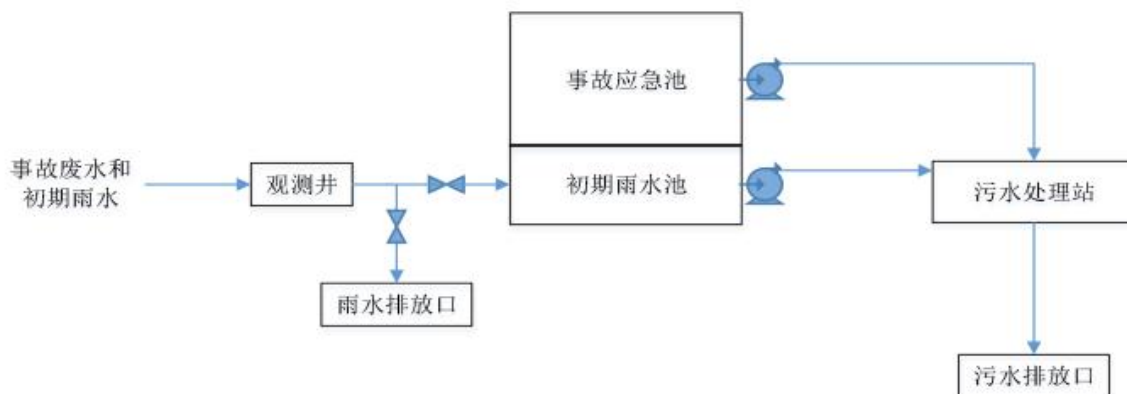 事故应急池
事故废水和
初期雨水
观测井
初期雨水池
污水处理站
雨水排放口
污水排放口